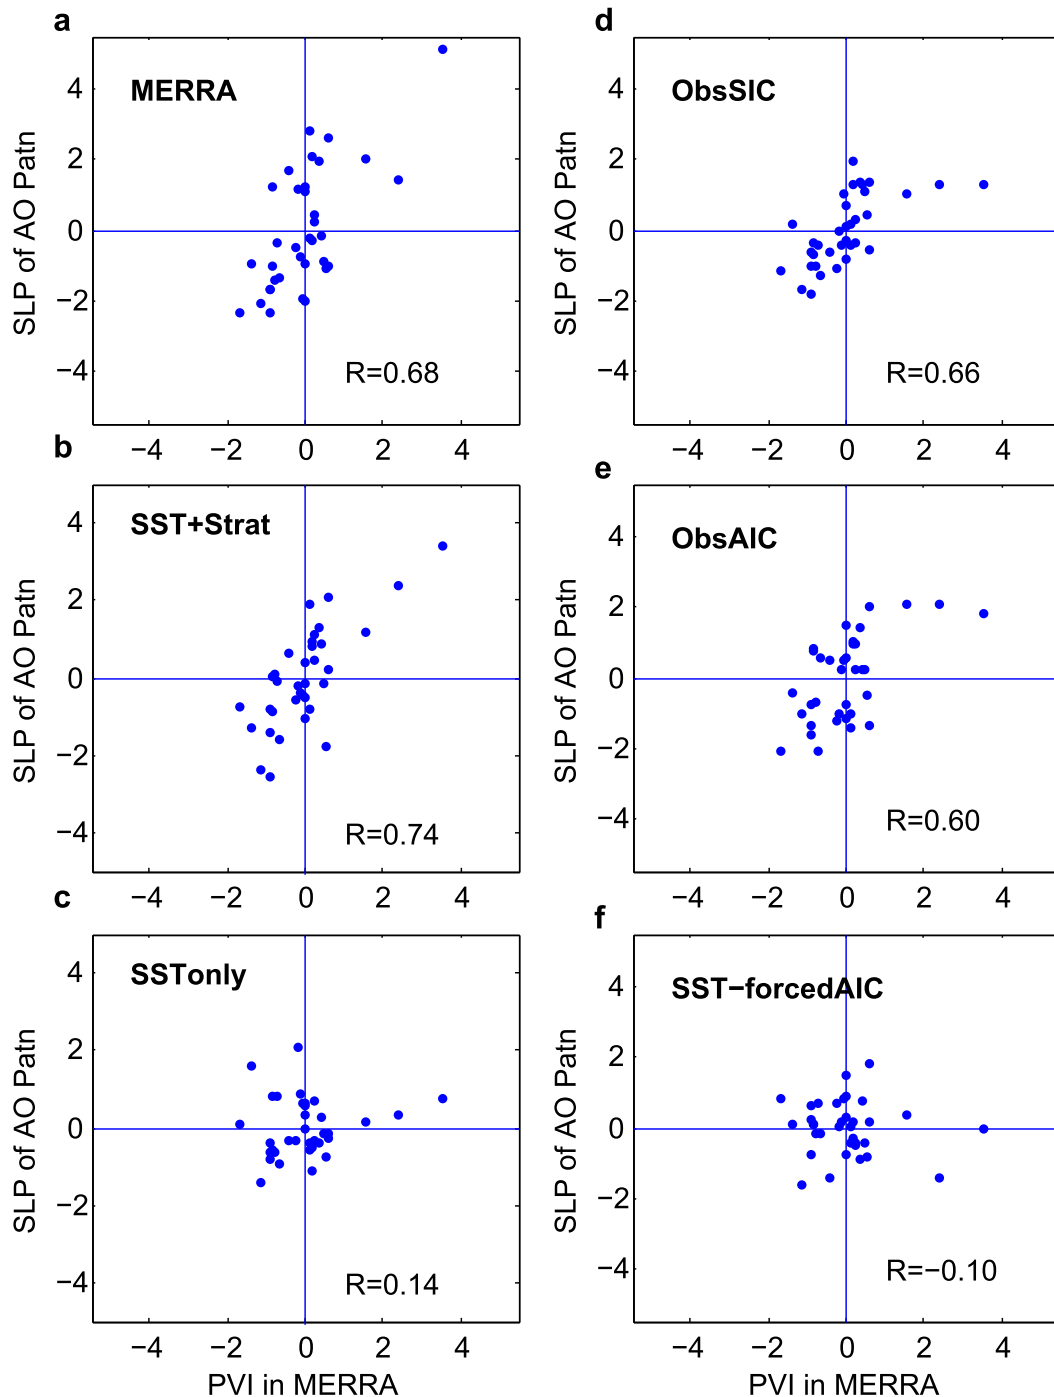 a
MERRA
SLP of AO Patn
4
2
0
−2
−4
R=0.68
−4
−2
0
2
4
b
SST+Strat
SLP of AO Patn
4
2
0
−2
−4
R=0.74
−4
−2
0
2
4
c
SSTonly
SLP of AO Patn
4
2
0
−2
−4
R=0.14
−4
−2
0
2
4
PVI in MERRA
d
ObsSIC
SLP of AO Patn
4
2
0
−2
−4
R=0.66
−4
−2
0
2
4
e
ObsAIC
SLP of AO Patn
4
2
0
−2
−4
R=0.60
−4
−2
0
2
4
f
SST−forcedAIC
SLP of AO Patn
4
2
0
−2
−4
R=−0.10
−4
−2
0
2
4
PVI in MERRA